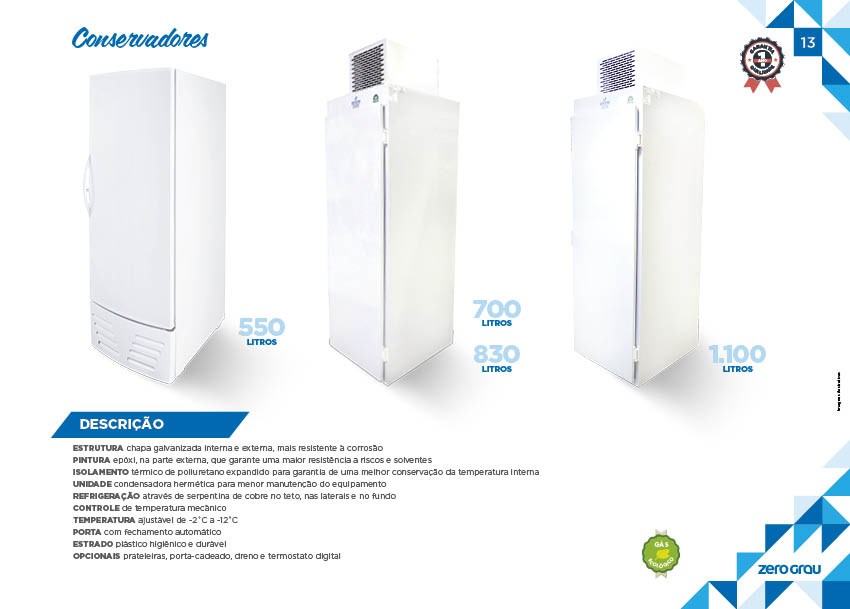 Conservadores
13
GARANTIA
1
ANO
550
LITROS
700
LITROS
830
LITROS
1.100
LITROS
DESCRIÇÃO
ESTRUTURA chapa galvanizada interna e externa, mais resistente à corrosão
PINTURA epóxi, na parte externa, que garante uma maior resistência a riscos e solventes
ISOLAMENTO térmico de poliuretano expandido para garantia de uma melhor conservação da temperatura interna
UNIDADE condensadora hermética para menor manutenção do equipamento
REFRIGERAÇÃO através de serpentina de cobre no teto, nas laterais e no fundo
CONTROLE de temperatura mecânico
TEMPERATURA ajustável de -2°C a -12°C
PORTA com fechamento automático
ESTRADO plástico higiênico e durável
OPCIONAIS prateleiras, porta-cadeado, dreno e termostato digital
GÁS
ECOLÓGICO
zero grau